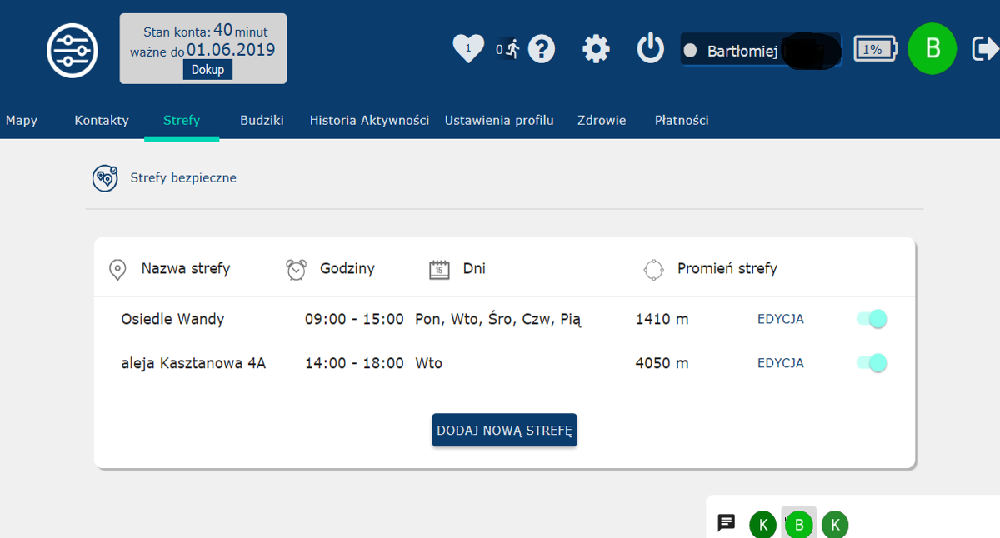 Stan konta: 40 minut
ważne do 01.06.2019
Dokup
1
0
?
Bartłomiej
1%
B
Mapy Kontakty Strefy Budziki Historia Aktywności Ustawienia profilu Zdrowie Płatności
Strefy bezpieczne
Nazwa strefy Godziny 15 Dni Promień strefy
Osiedle Wandy 09:00 - 15:00 Pon, Wto, Śro, Czw, Pią 1410 m EDYCJA
aleja Kasztanowa 4A 14:00 - 18:00 Wto 4050 m EDYCJA
DODAJ NOWĄ STREFĘ
K B K